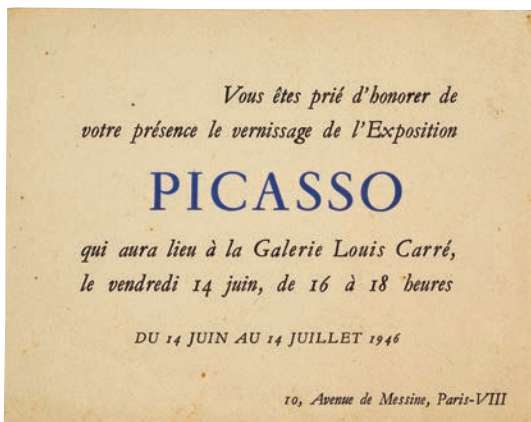 Vous êtes prié d'honorer de
votre présence le vernissage de l'Exposition
PICASSO
qui aura lieu à la Galerie Louis Carré,
le vendredi 14 juin, de 16 à 18 heures
DU 14 JUIN AU 14 JUILLET 1946
10, Avenue de Messine, Paris-VIII